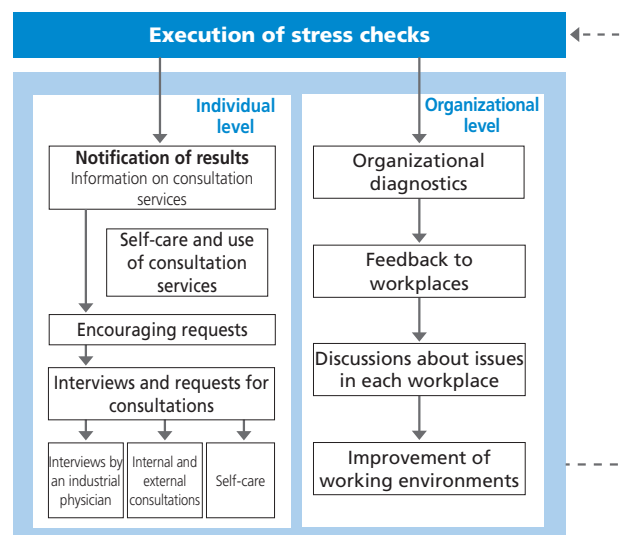 Execution of stress checks
Individual
level
Notification of results
Information on consultation
services
Self-care and use
of consultation
services
Encouraging requests
Interviews and requests for
consultations
Interviews by
an industrial
physician
Internal and
external
consultations
Self-care
Organizational
level
Organizational
diagnostics
Feedback to
workplaces
Discussions about issues
in each workplace
Improvement of
working environments